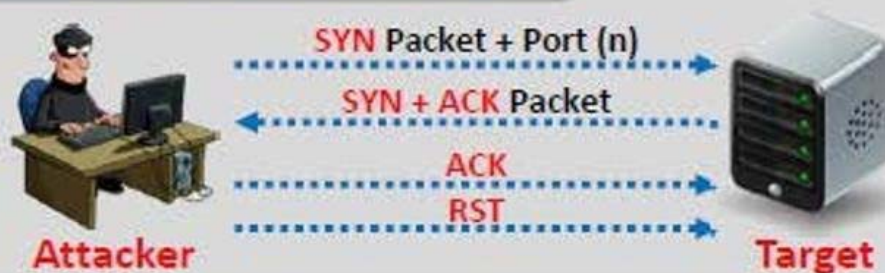 SYN Packet + Port (n)
SYN + ACK Packet
ACK
RST
Attacker
Target